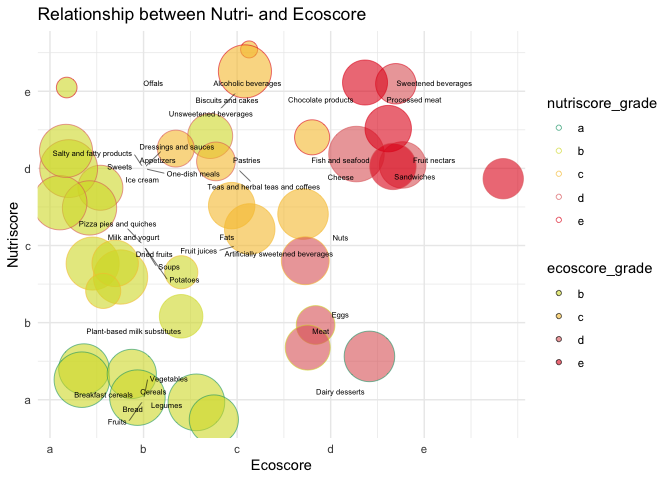 Relationship between Nutri- and Ecoscore
e
Offals
Alcoholic beverages
Sweetened beverages
Biscuits and cakes
Chocolate products
Processed meat
Unsweetened beverages
Dressings and sauces
Salty and fatty products
Appetizers
Pastries
Fish and seafood
Fruit nectars
d
Sweets
One-dish meals
Cheese
Sandwiches
Ice cream
Teas and herbal teas and coffees
Pizza pies and quiches
Milk and yogurt
Fats
Nuts
c
Fruit juices
Artificially sweetened beverages
Dried fruits
Soups
Potatoes
Eggs
b
Plant-based milk substitutes
Meat
Vegetables
Breakfast cereals
Cereals
Dairy desserts
a
Legumes
Bread
Fruits
a
b
c
d
e
Ecoscore
Nutriscore
nutriscore_grade
a
b
c
d
e
ecoscore_grade
b
c
d
e